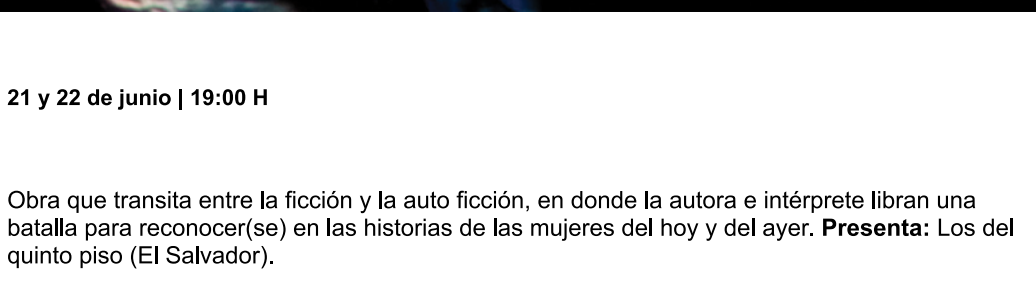 21 y 22 de junio | 19:00 H
Obra que transita entre la ficción y la auto ficción, en donde la autora e intérprete libran una
batalla para reconocer(se) en las historias de las mujeres del hoy y del ayer. Presenta: Los del
quinto piso (El Salvador).